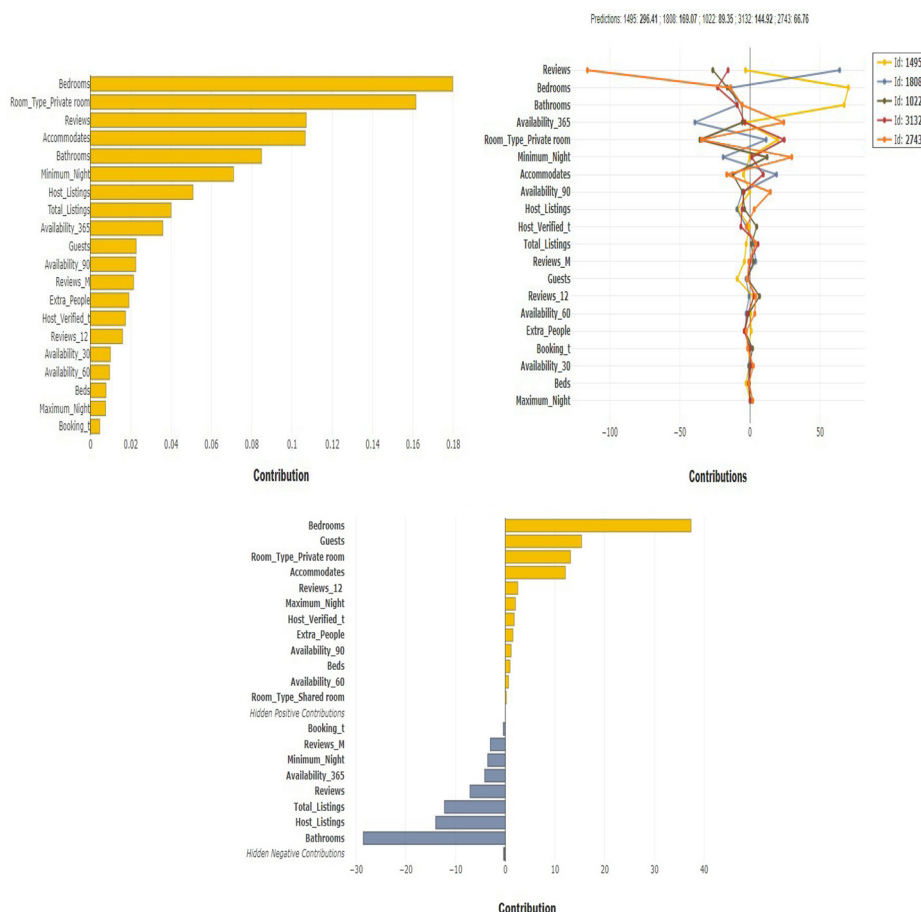 Bedrooms
Room_Type_Private room
Reviews
Accommodates
Bathrooms
Minimum_Night
Host_Listings
Total_Listings
Availability_365
Guests
Availability_90
Reviews_M
Extra_People
Host_Verified_t
Reviews_12
Availability_30
Availability_60
Beds
Maximum_Night
Booking_t
0 0.02 0.04 0.06 0.08 0.1 0.12 0.14 0.16 0.18
Contribution
Predictions: 1495: 296.41 ; 1808: 169.07 ; 1022: 89.35 ; 3132: 144.92 ; 2743: 66.76
Reviews
Bedrooms
Bathrooms
Availability_365
Room_Type_Private room
Minimum_Night
Accommodates
Availability_90
Host_Listings
Host_Verified_t
Total_Listings
Reviews_M
Guests
Reviews_12
Availability_60
Extra_People
Booking_t
Availability_30
Beds
Maximum_Night
−100 −50 0 50
Contributions
Id: 1495
Id: 1808
Id: 1022
Id: 3132
Id: 2743
Bedrooms
Guests
Room_Type_Private room
Accommodates
Reviews_12
Maximum_Night
Host_Verified_t
Extra_People
Availability_90
Beds
Availability_60
Room_Type_Shared room
Hidden Positive Contributions
Booking_t
Reviews_M
Minimum_Night
Availability_365
Reviews
Total_Listings
Host_Listings
Bathrooms
Hidden Negative Contributions
−30 −20 −10 0 10 20 30 40
Contribution